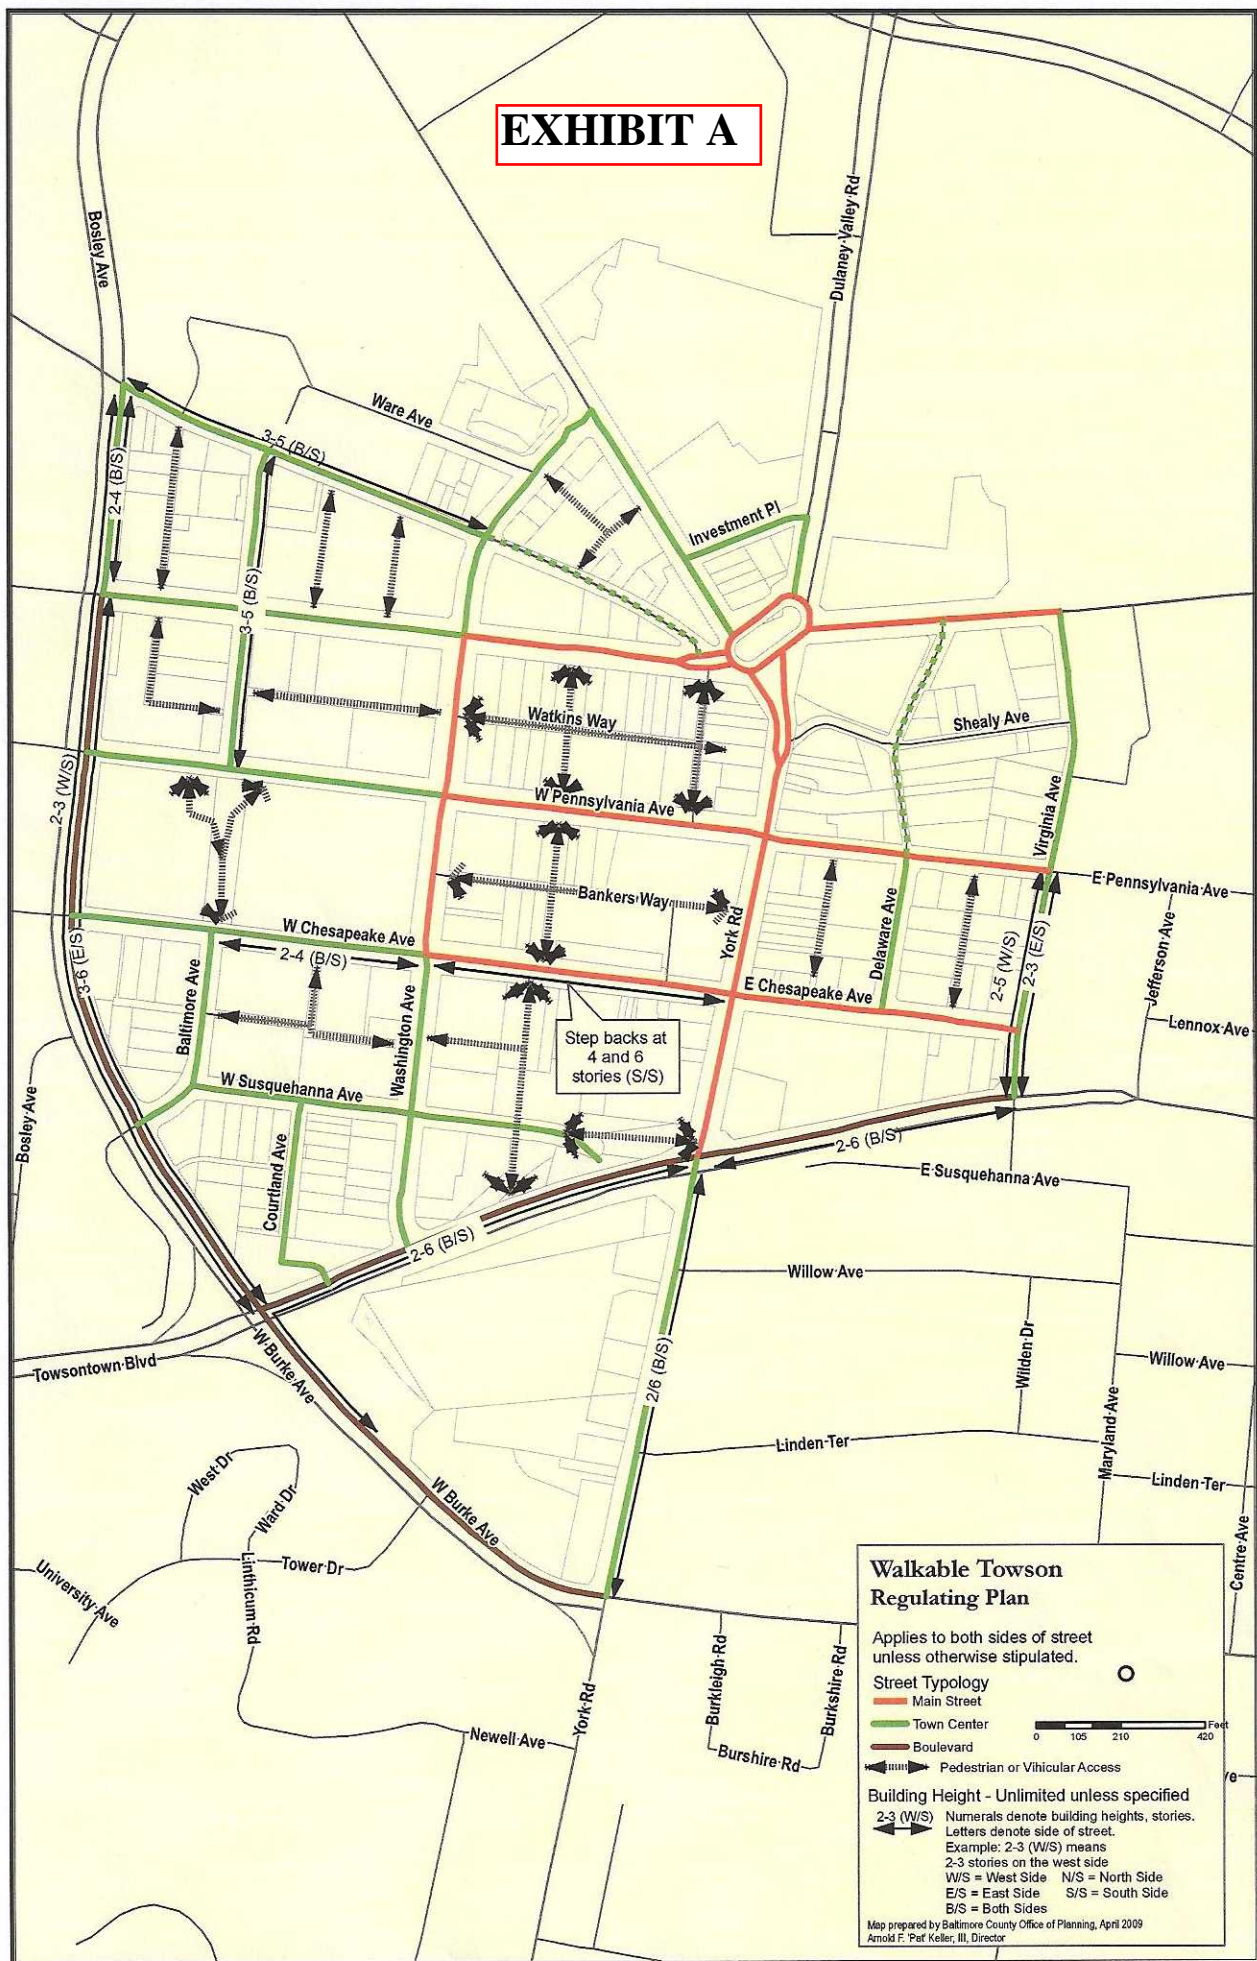 EXHIBIT A
Dulaney Valley Rd
Bosley Ave
Ware Ave
3-5 (B/S)
2-4 (B/S)
Investment Pl
3-5 (B/S)
Watkins Way
Shealy Ave
2-3 (W/S)
W Pennsylvania Ave
Virginia Ave
E Pennsylvania Ave
Bankers Way
York Rd
Delaware Ave
Jefferson Ave
W Chesapeake Ave
2-4 (B/S)
3-6 (E/S)
Baltimore Ave
Washington Ave
E Chesapeake Ave
2-5 (W/S)
2-3 (E/S)
Lennox Ave
Step backs at
4 and 6
stories (S/S)
W Susquehanna Ave
Bosley Ave
Courtland Ave
2-6 (B/S)
E Susquehanna Ave
2-6 (B/S)
Willow Ave
Wilden Dr
Willow Ave
Towsontown Blvd
W Burke Ave
2/6 (B/S)
Maryland Ave
Linden Ter
Linden Ter
West Dr
Ward Dr
W Burke Ave
Tower Dr
Linthicum Rd
University Ave
Centre Ave
York Rd
Burkleigh Rd
Burkshire Rd
Newell Ave
Burshire Rd
ve
Walkable Towson
Regulating Plan
Applies to both sides of street
unless otherwise stipulated.
Street Typology
Main Street
Town Center
Boulevard
Feet
0 105 210 420
Pedestrian or Vihicular Access
Building Height - Unlimited unless specified
2-3 (W/S) Numerals denote building heights, stories.
Letters denote side of street.
Example: 2-3 (W/S) means
2-3 stories on the west side
W/S = West Side N/S = North Side
E/S = East Side S/S = South Side
B/S = Both Sides
Map prepared by Baltimore County Office of Planning, April 2009
Arnold F. 'Pat' Keller, III, Director